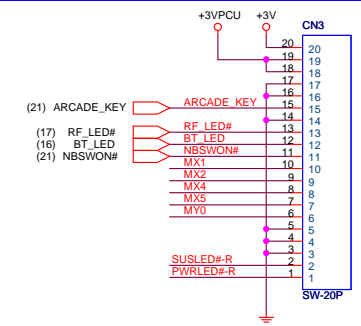 +3VPCU +3V
CN3
20 20
19 19
18 18
17 17
16 16
(21) ARCADE_KEY ARCADE_KEY 15 15
14 14
(17) RF_LED# RF_LED# 13 13
(16) BT_LED BT_LED 12 12
(21) NBSWON# NBSWON# 11 11
MX1 10 10
MX2 9 9
MX4 8 8
MX5 7 7
MY0 6 6
5 5
4 4
3 3
SUSLED#-R 2 2
PWRLED#-R 1 1
SW-20P